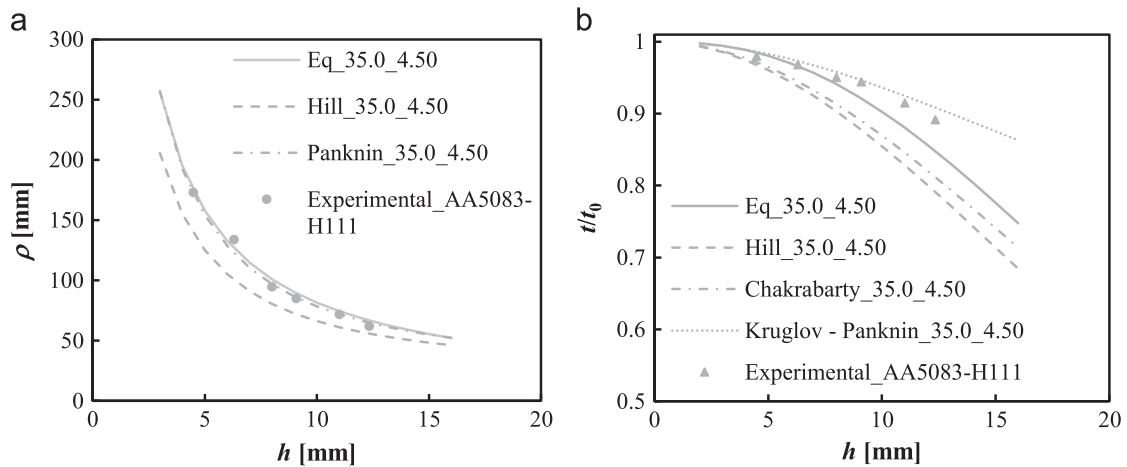 a
300
250
200
150
100
50
0
ρ [mm]
0 5 10 15 20
h [mm]
Eq_35.0_4.50
Hill_35.0_4.50
Panknin_35.0_4.50
Experimental_AA5083-
H111
b
1
0.9
0.8
0.7
0.6
0.5
t/t0
0 5 10 15 20
h [mm]
Eq_35.0_4.50
Hill_35.0_4.50
Chakrabarty_35.0_4.50
Kruglov - Panknin_35.0_4.50
Experimental_AA5083-H111